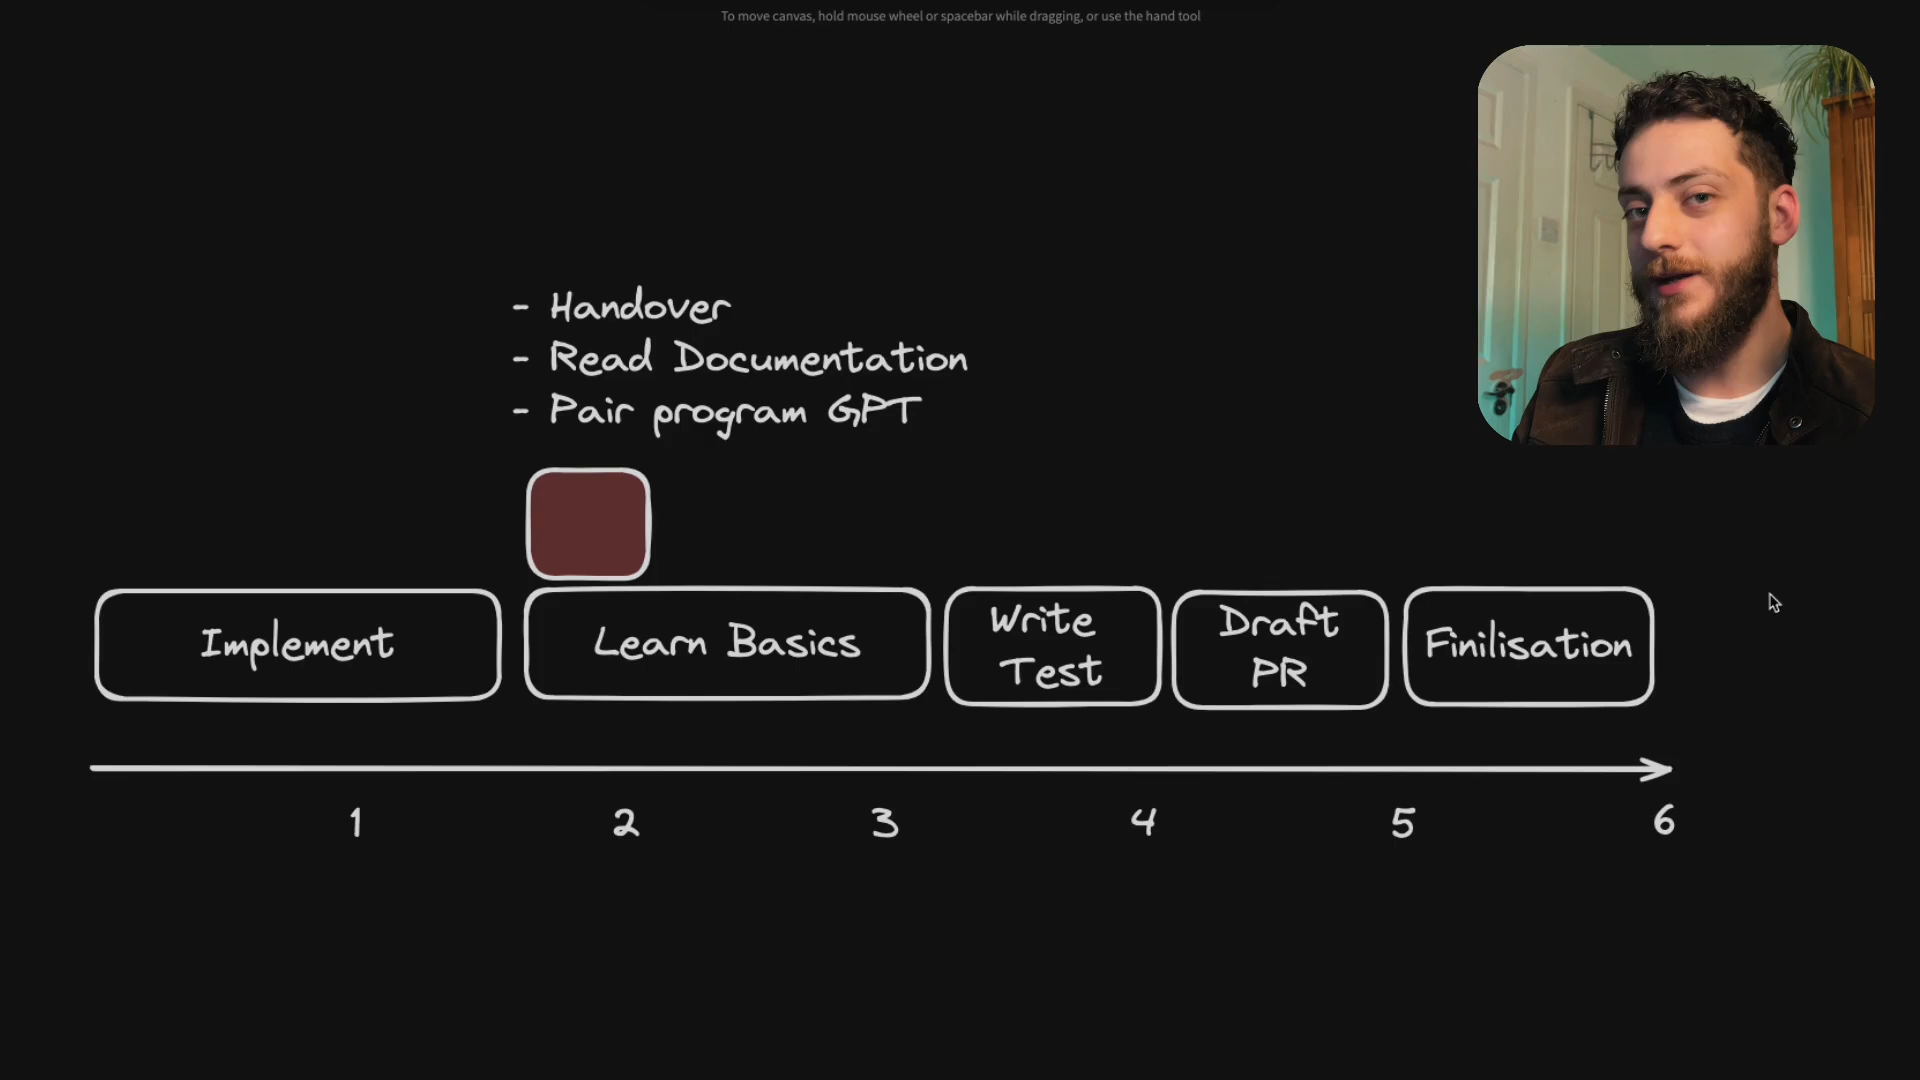 To move canvas, hold mouse wheel or spacebar while dragging, or use the hand tool
- Handover
- Read Documentation
- Pair program GPT
Implement
Learn Basics
Write
Test
Draft
PR
Finilisation
1 2 3 4 5 6